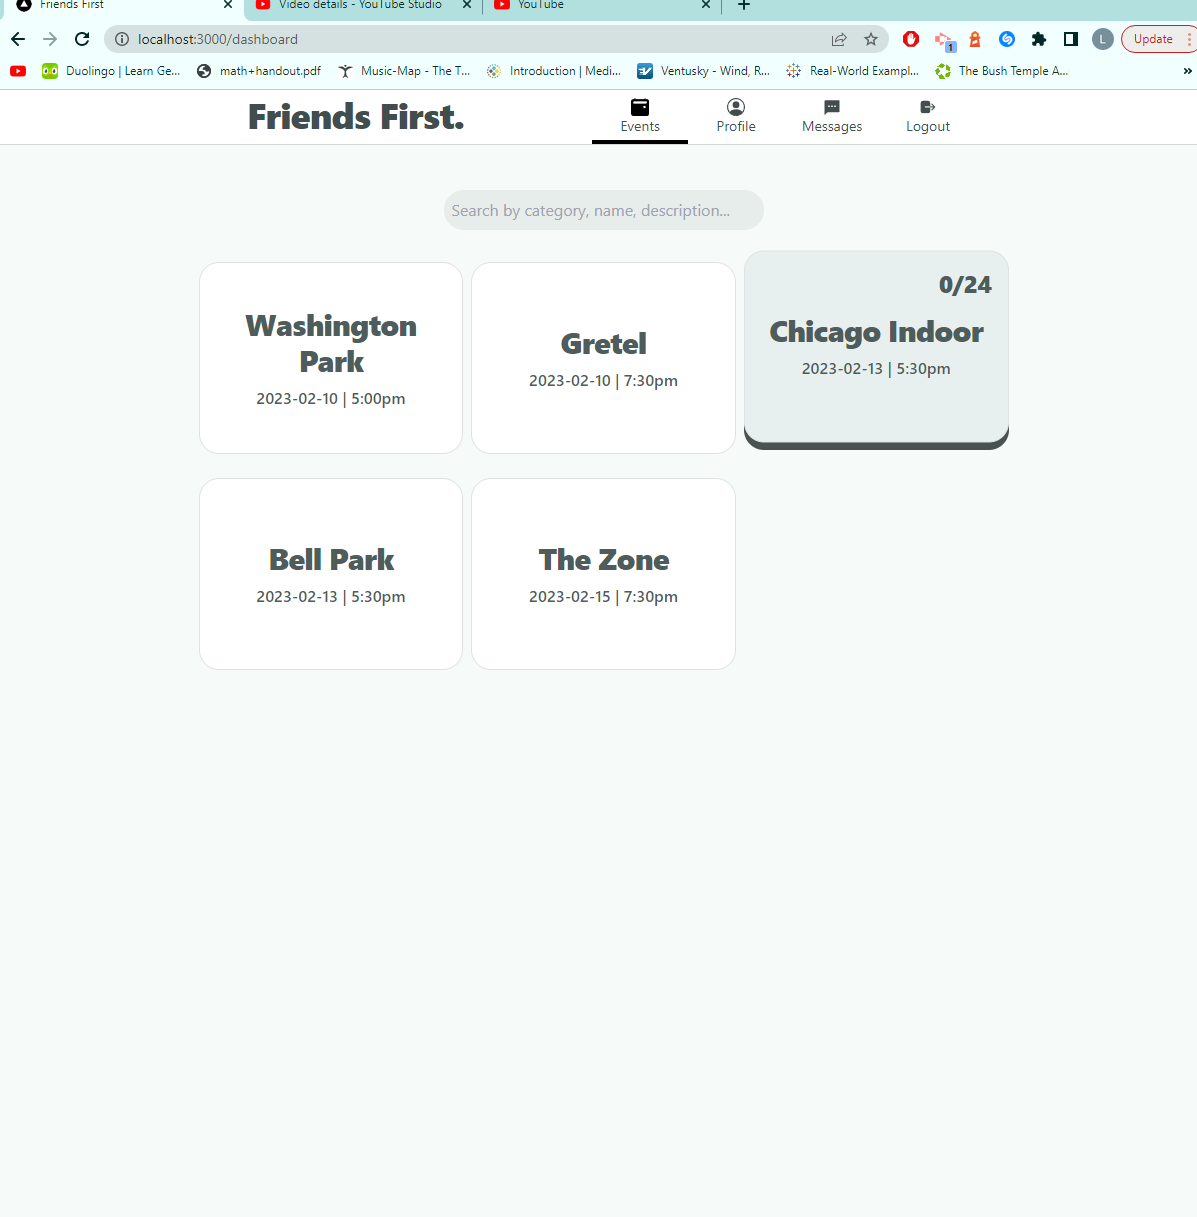 Friends First
Video details - YouTube Studio
YouTube
localhost:3000/dashboard
1
L
Update
Duolingo | Learn Ge...
math+handout.pdf
Music-Map - The T...
Introduction | Medi...
Ventusky - Wind, R...
Real-World Exampl...
The Bush Temple A...
»
Friends First.
Events
Profile
Messages
Logout
Search by category, name, description...
Washington
Park
2023-02-10 | 5:00pm
Gretel
2023-02-10 | 7:30pm
0/24
Chicago Indoor
2023-02-13 | 5:30pm
Bell Park
2023-02-13 | 5:30pm
The Zone
2023-02-15 | 7:30pm